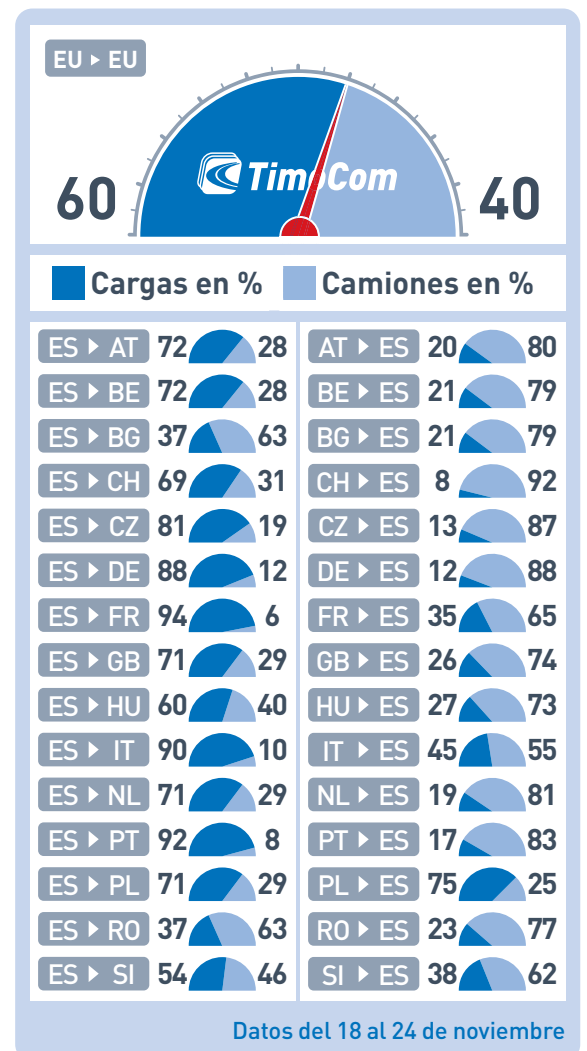 EU ▸ EU
TimoCom
60 40
Cargas en % Camiones en %
ES ▸ AT 72 28
ES ▸ BE 72 28
ES ▸ BG 37 63
ES ▸ CH 69 31
ES ▸ CZ 81 19
ES ▸ DE 88 12
ES ▸ FR 94 6
ES ▸ GB 71 29
ES ▸ HU 60 40
ES ▸ IT 90 10
ES ▸ NL 71 29
ES ▸ PT 92 8
ES ▸ PL 71 29
ES ▸ RO 37 63
ES ▸ SI 54 46
AT ▸ ES 20 80
BE ▸ ES 21 79
BG ▸ ES 21 79
CH ▸ ES 8 92
CZ ▸ ES 13 87
DE ▸ ES 12 88
FR ▸ ES 35 65
GB ▸ ES 26 74
HU ▸ ES 27 73
IT ▸ ES 45 55
NL ▸ ES 19 81
PT ▸ ES 17 83
PL ▸ ES 75 25
RO ▸ ES 23 77
SI ▸ ES 38 62
Datos del 18 al 24 de noviembre